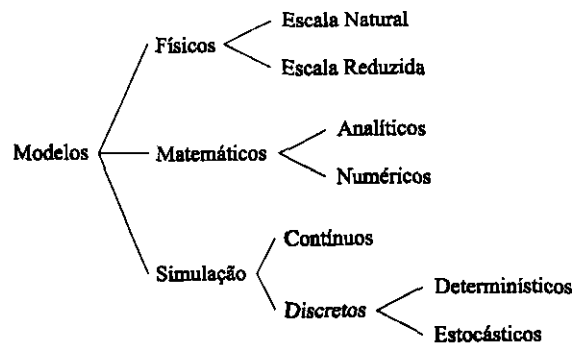 Modelos
Físicos
Escala Natural
Escala Reduzida
Matemáticos
Analíticos
Numéricos
Simulação
Contínuos
Discretos
Determinísticos
Estocásticos